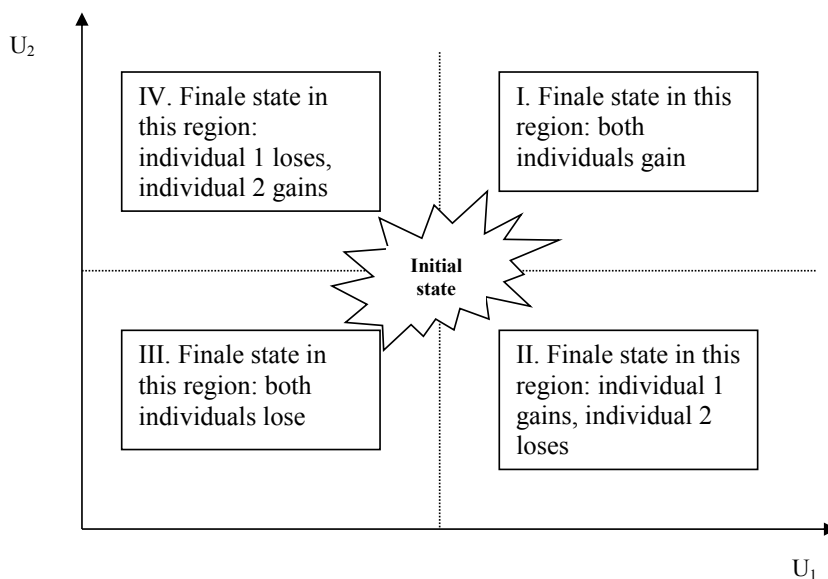 U2
IV. Finale state in
this region:
individual 1 loses,
individual 2 gains
I. Finale state in this
region: both
individuals gain
Initial
state
III. Finale state in
this region: both
individuals lose
II. Finale state in this
region: individual 1
gains, individual 2
loses
U1